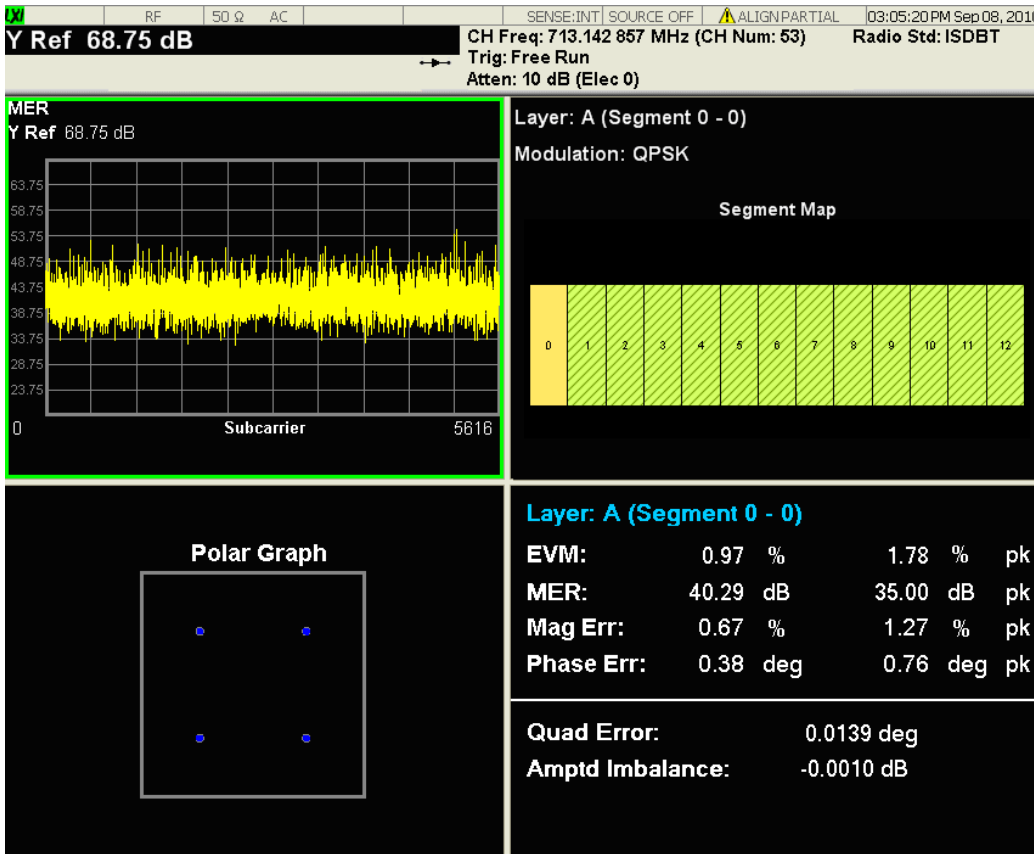 LXI RF 50 Ω AC SENSE:INT SOURCE OFF ALIGN PARTIAL 03:05:20 PM Sep 08, 201
Y Ref 68.75 dB
CH Freq: 713.142 857 MHz (CH Num: 53) Radio Std: ISDBT
Trig: Free Run
Atten: 10 dB (Elec 0)
MER
Y Ref 68.75 dB
63.75
58.75
53.75
48.75
43.75
38.75
33.75
28.75
23.75
0 Subcarrier 5616
Layer: A (Segment 0 - 0)
Modulation: QPSK
Segment Map
0 1 2 3 4 5 6 7 8 9 10 11 12
Polar Graph
Layer: A (Segment 0 - 0)
EVM: 0.97 % 1.78 % pk
MER: 40.29 dB 35.00 dB pk
Mag Err: 0.67 % 1.27 % pk
Phase Err: 0.38 deg 0.76 deg pk
Quad Error: 0.0139 deg
Amptd Imbalance: -0.0010 dB